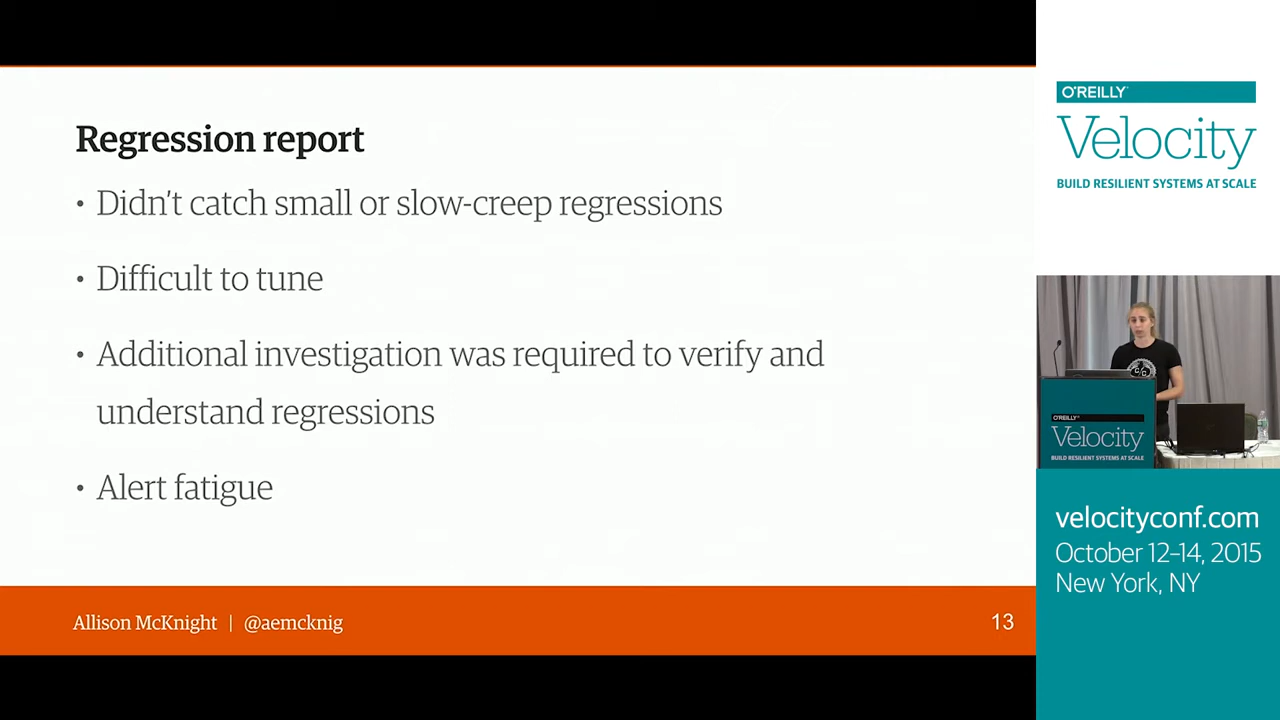 Regression report
• Didn't catch small or slow-creep regressions
• Difficult to tune
• Additional investigation was required to verify and
understand regressions
• Alert fatigue
Allison McKnight | @aemcknig
13
O'REILLY
Velocity
BUILD RESILIENT SYSTEMS AT SCALE
O'REILLY
Velocity
BUILD RESILIENT SYSTEMS AT SCALE
velocityconf.com
October 12–14, 2015
New York, NY